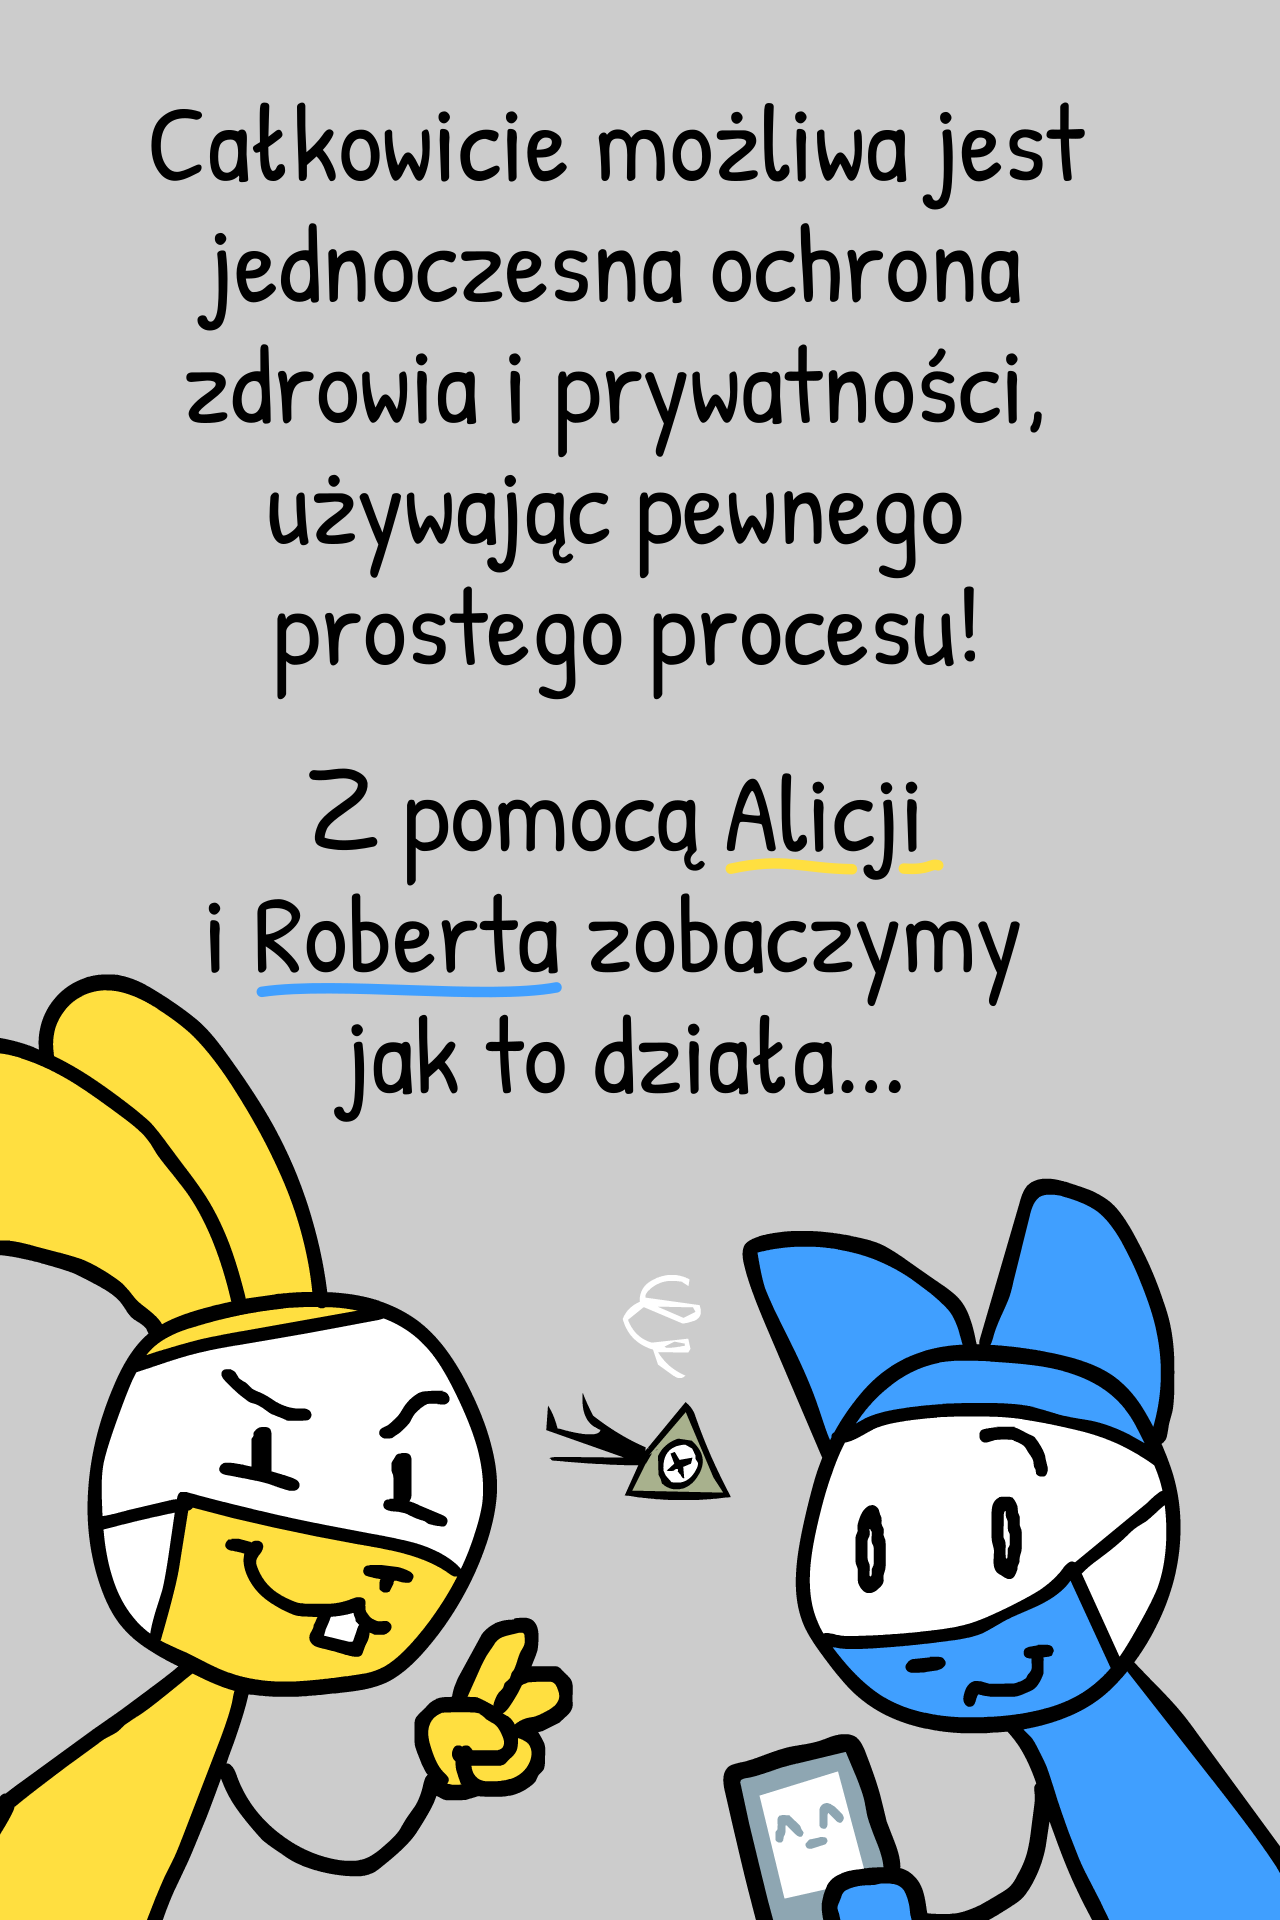 Całkowicie możliwa jest
jednoczesna ochrona
zdrowia i prywatności,
używając pewnego
prostego procesu!
Z pomocą Alicji
i Roberta zobaczymy
jak to działa...